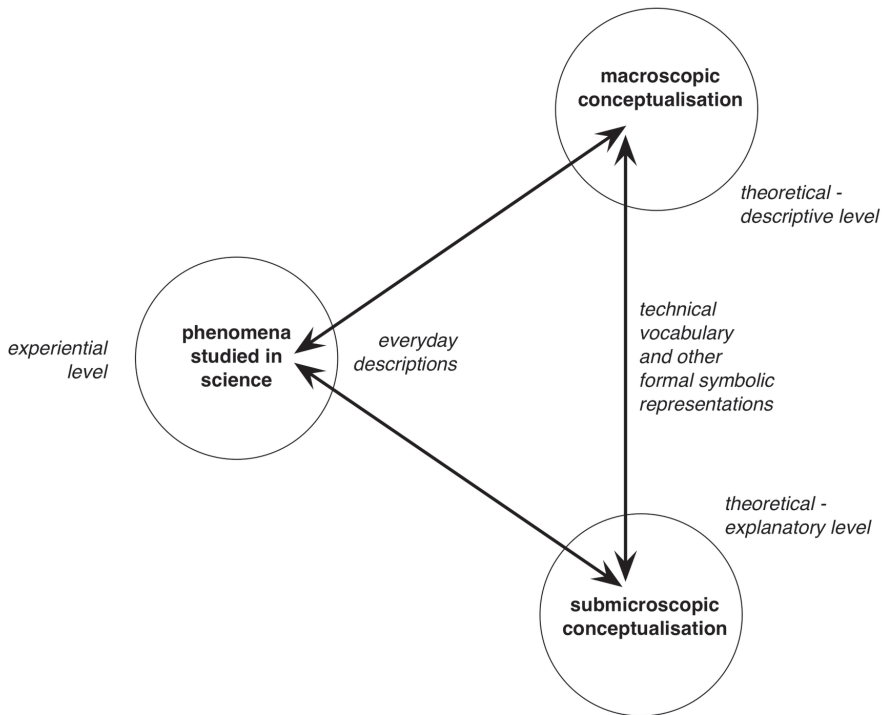 macroscopic
conceptualisation
theoretical -
descriptive level
experiential
level
phenomena
studied in
science
everyday
descriptions
technical
vocabulary
and other
formal symbolic
representations
theoretical -
explanatory level
submicroscopic
conceptualisation